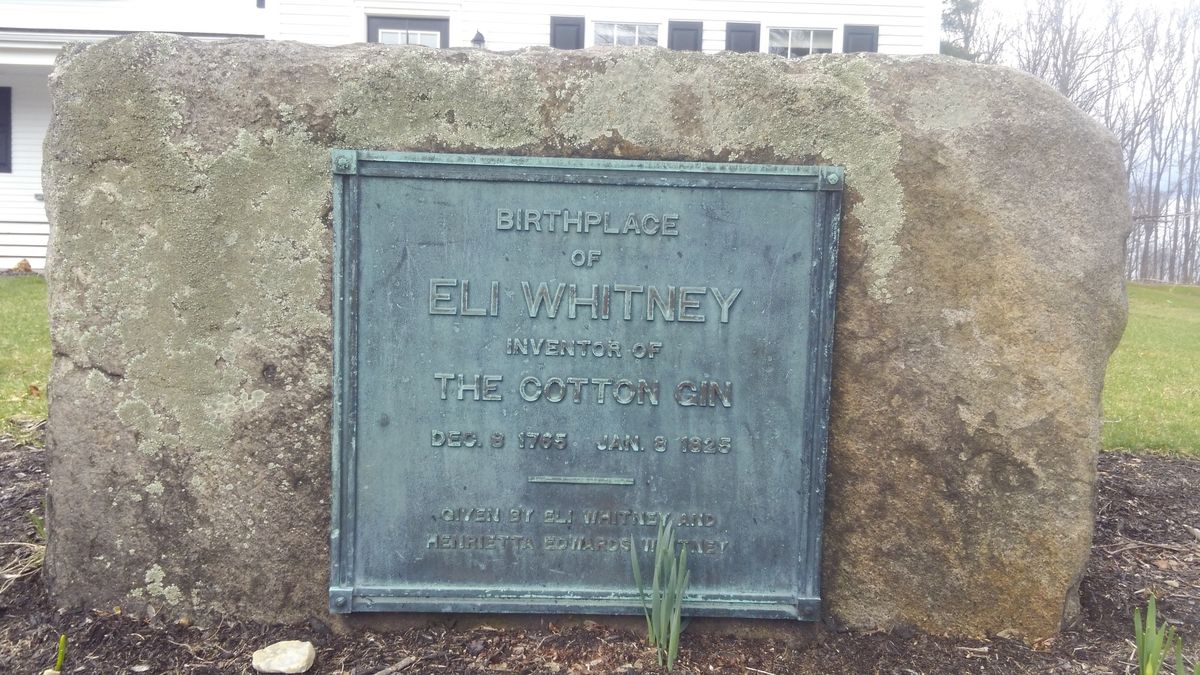 BIRTHPLACE
OF
ELI WHITNEY
INVENTOR OF
THE COTTON GIN
DEC. 8 1765 JAN. 8 1825
GIVEN BY ELI WHITNEY AND
HENRIETTA EDWARDS WHITNEY